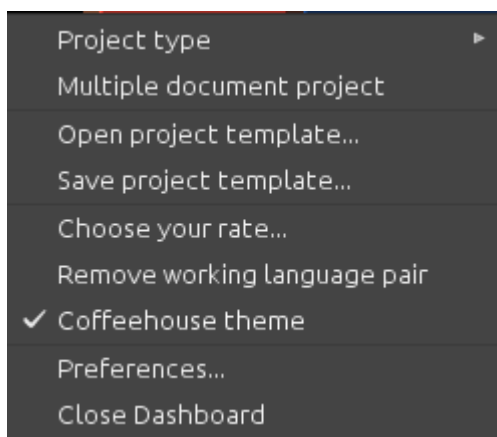 Project type
Multiple document project
Open project template...
Save project template...
Choose your rate...
Remove working language pair
Coffeehouse theme
Preferences...
Close Dashboard